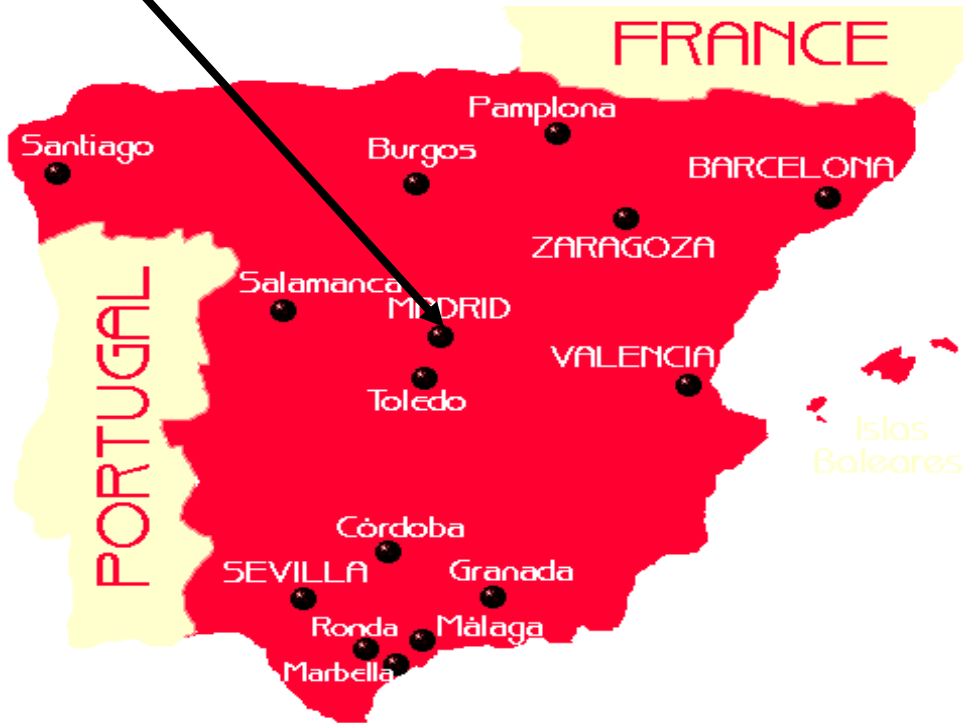 FRANCE
Pamplona
Santiago
Burgos
BARCELONA
ZARAGOZA
Salamanca
MADRID
PORTUGAL
VALENCIA
Toledo
Islas
Baleares
Córdoba
SEVILLA
Granada
Ronda
Málaga
Marbella